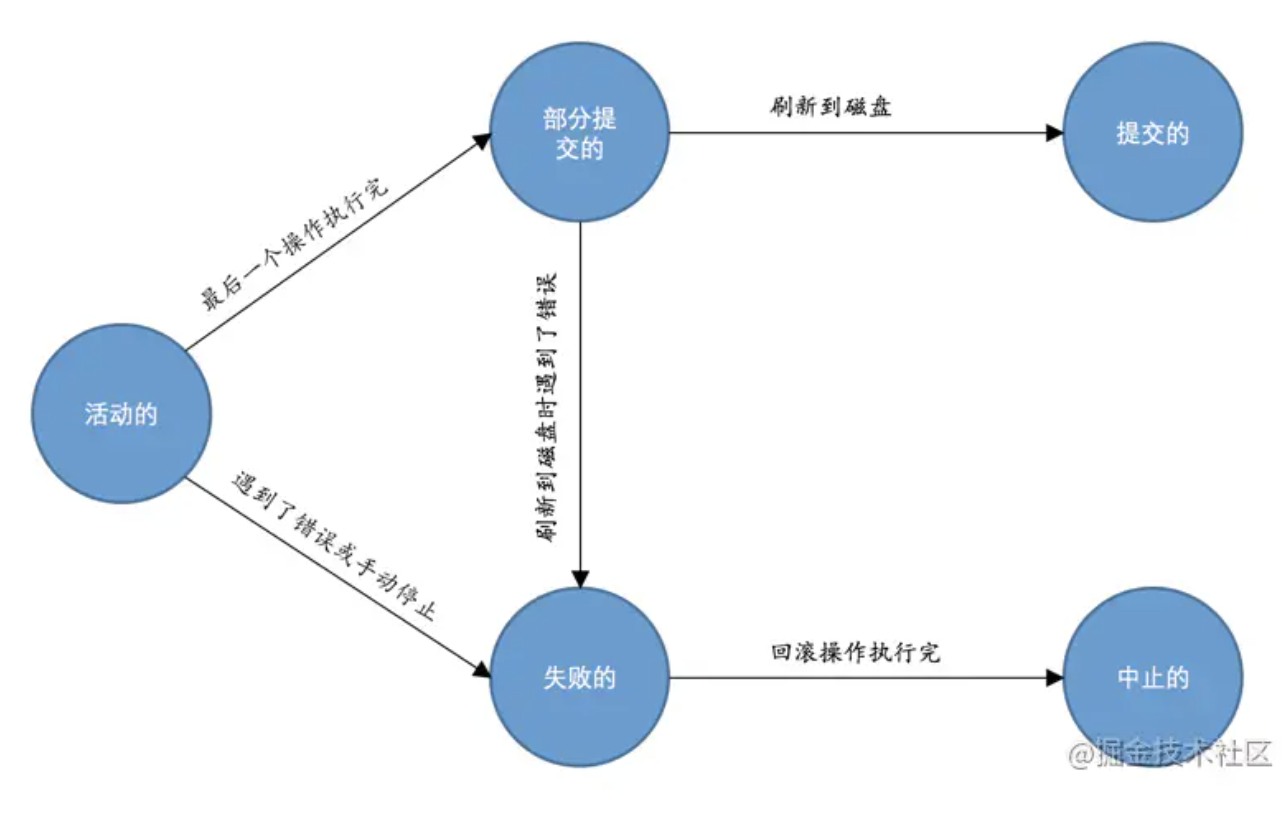 部分提
交的
刷新到磁盘
提交的
最后一个操作执行完
刷新到磁盘时遇到了错误
活动的
遇到了错误或手动停止
失败的
回滚操作执行完
中止的
@掘金技术社区